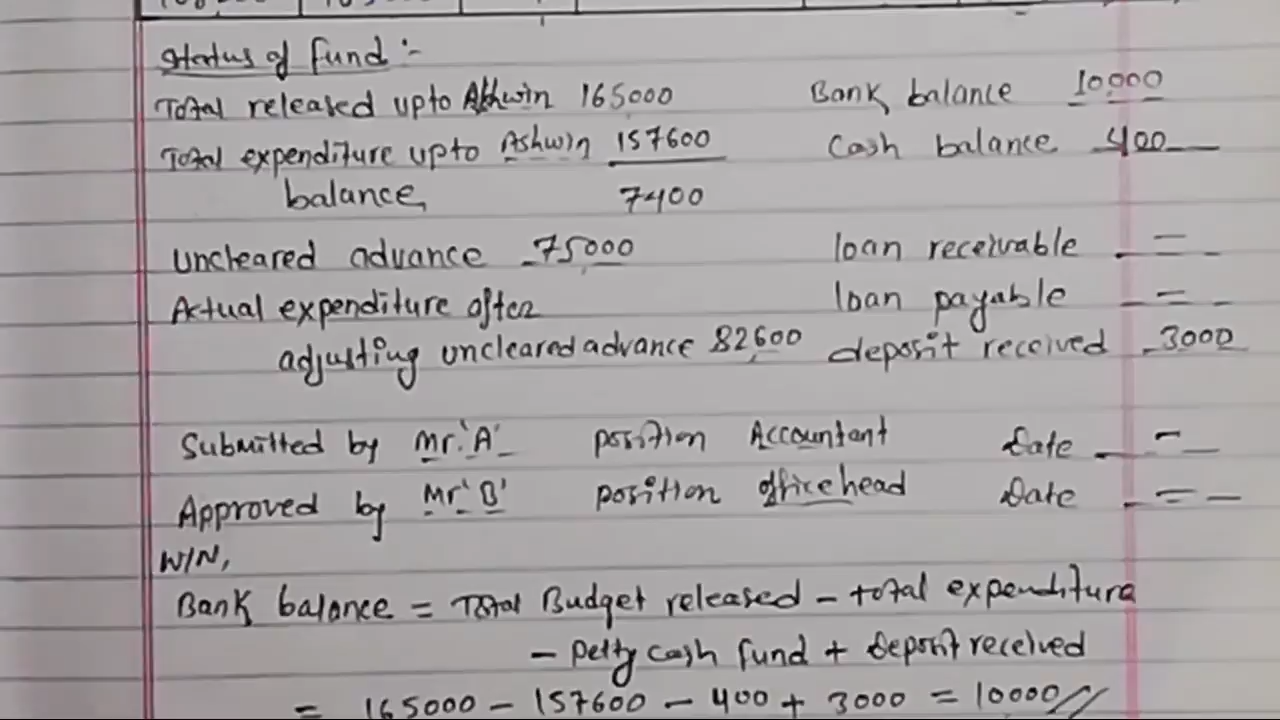 Status of fund :-
Total released upto Ashwin 165000 Bank balance 10,000
Total expenditure upto Ashwin 157600 Cash balance 400
balance 7400
Uncleared advance 75000 loan receivable - = -
Actual expenditure after loan payable - = -
adjusting uncleared advance 82600 deposit received 3000
Submitted by Mr. 'A' position Accountant Date - - -
Approved by Mr 'B' position office head Date - = -
W/N,
Bank balance = Total Budget released - total expenditure
- Petty cash fund + Deposit received
= 165000 - 157600 - 400 + 3000 = 10000//